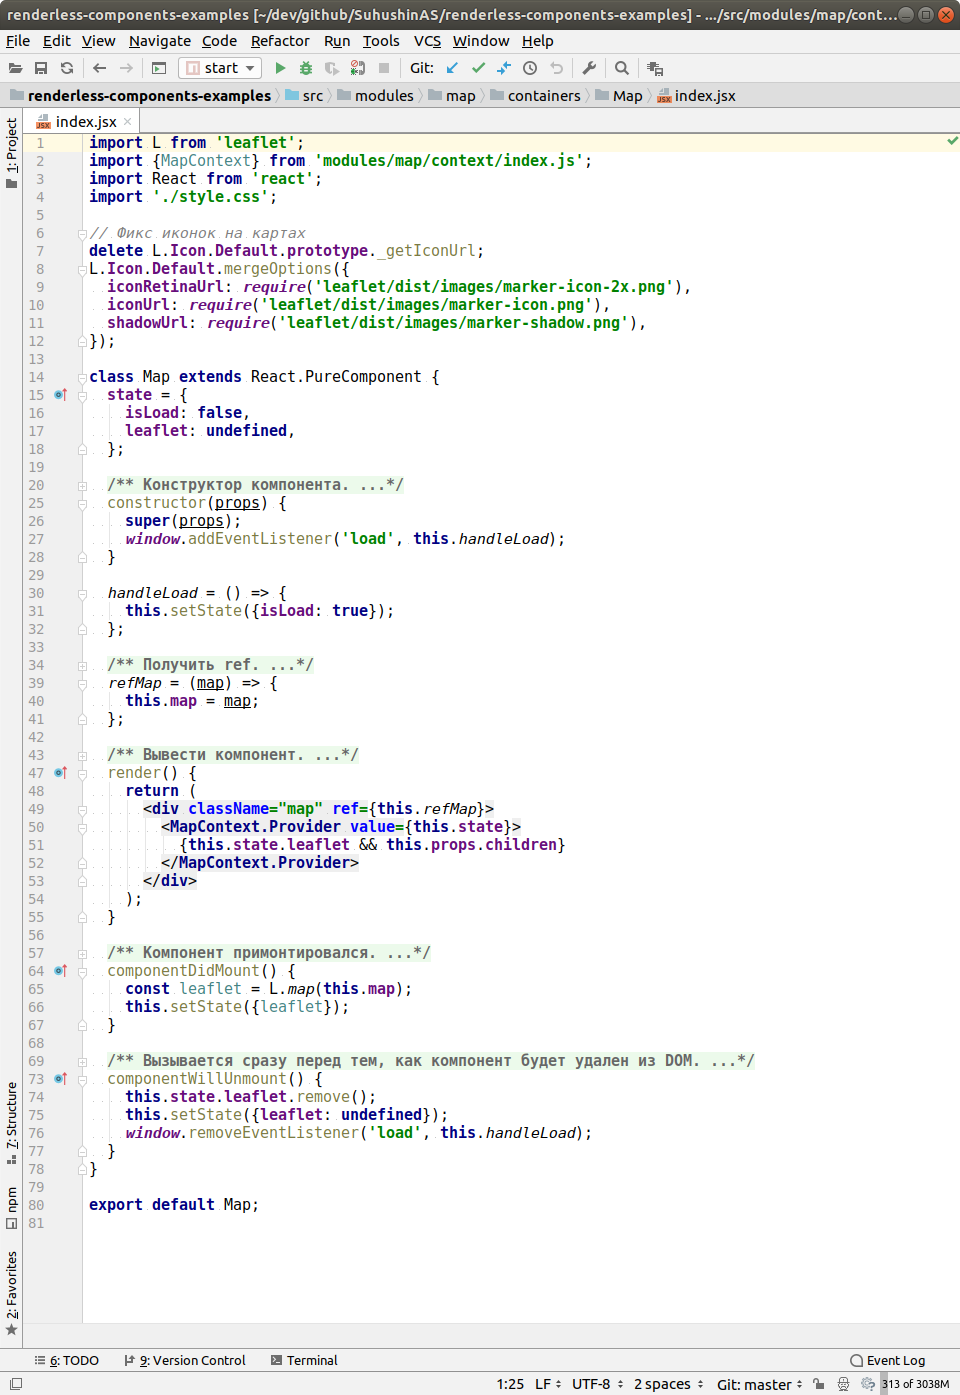 renderless-components-examples [~/dev/github/SuhushinAS/renderless-components-examples] - .../src/modules/map/cont...
File Edit View Navigate Code Refactor Run Tools VCS Window Help
start Git:
renderless-components-examples src modules map containers Map index.jsx
index.jsx
1: Project
7: Structure
npm
2: Favorites
1 import L from 'leaflet';
2 import {MapContext} from 'modules/map/context/index.js';
3 import React from 'react';
4 import './style.css';
5
6 // Фикс иконок на картах
7 delete L.Icon.Default.prototype._getIconUrl;
8 L.Icon.Default.mergeOptions({
9 iconRetinaUrl: require('leaflet/dist/images/marker-icon-2x.png'),
10 iconUrl: require('leaflet/dist/images/marker-icon.png'),
11 shadowUrl: require('leaflet/dist/images/marker-shadow.png'),
12 });
13
14 class Map extends React.PureComponent {
15 state = {
16 isLoad: false,
17 leaflet: undefined,
18 };
19
20 /** Конструктор компонента. ...*/
25 constructor(props) {
26 super(props);
27 window.addEventListener('load', this.handleLoad);
28 }
29
30 handleLoad = () => {
31 this.setState({isLoad: true});
32 };
33
34 /** Получить ref. ...*/
39 refMap = (map) => {
40 this.map = map;
41 };
42
43 /** Вывести компонент. ...*/
47 render() {
48 return (
49 <div className="map" ref={this.refMap}>
50 <MapContext.Provider value={this.state}>
51 {this.state.leaflet && this.props.children}
52 </MapContext.Provider>
53 </div>
54 );
55 }
56
57 /** Компонент примонтировался. ...*/
64 componentDidMount() {
65 const leaflet = L.map(this.map);
66 this.setState({leaflet});
67 }
68
69 /** Вызывается сразу перед тем, как компонент будет удален из DOM. ...*/
73 componentWillUnmount() {
74 this.state.leaflet.remove();
75 this.setState({leaflet: undefined});
76 window.removeEventListener('load', this.handleLoad);
77 }
78 }
79
80 export default Map;
81
6: TODO 9: Version Control Terminal Event Log
1:25 LF UTF-8 2 spaces Git: master 313 of 3038M